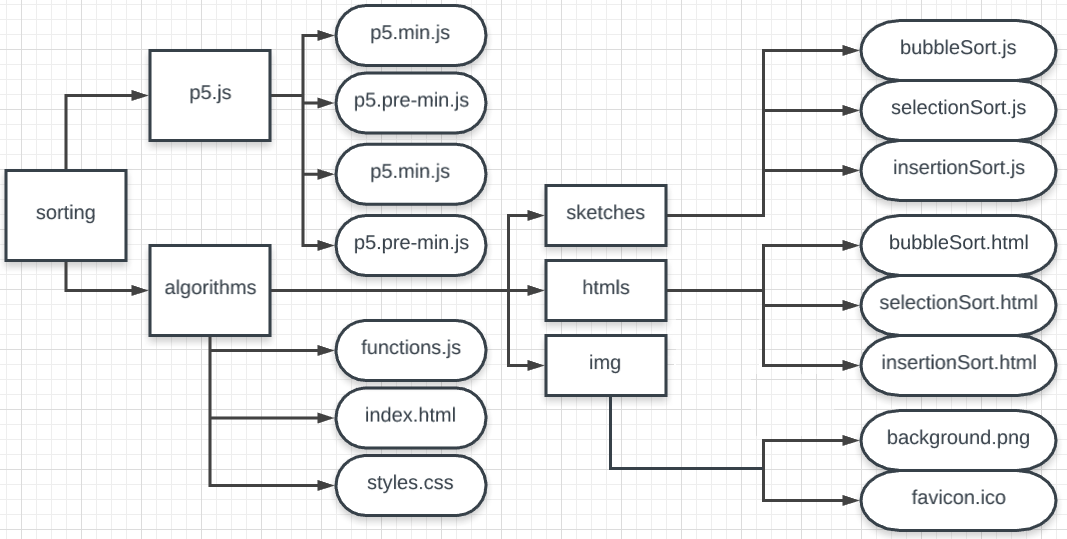 sorting
p5.js
p5.min.js
p5.pre-min.js
p5.min.js
p5.pre-min.js
algorithms
functions.js
index.html
styles.css
sketches
htmls
img
bubbleSort.js
selectionSort.js
insertionSort.js
bubbleSort.html
selectionSort.html
insertionSort.html
background.png
favicon.ico